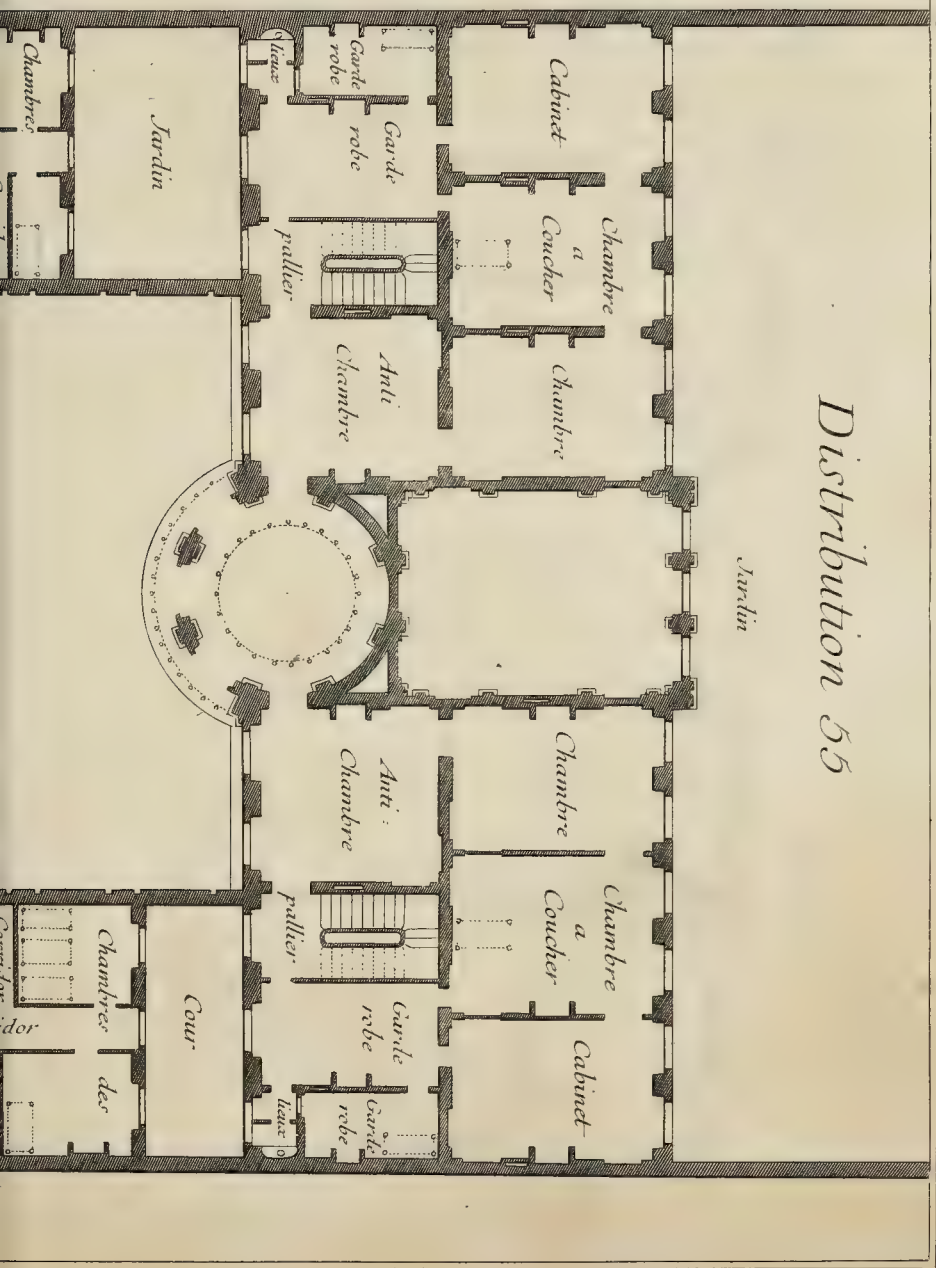 Distribution 55
Jardin
Cabinet
Chambre
a
Coucher
Chambre
Chambre
Chambre
a
Coucher
Cabinet
Garde
robe
Garde
robe
lieux
pallier
Anti
Chambre
Anti :
Chambre
pallier
Garde
robe
Garde
robe
lieux
Jardin
Cour
Chambres
Chambres des
idor